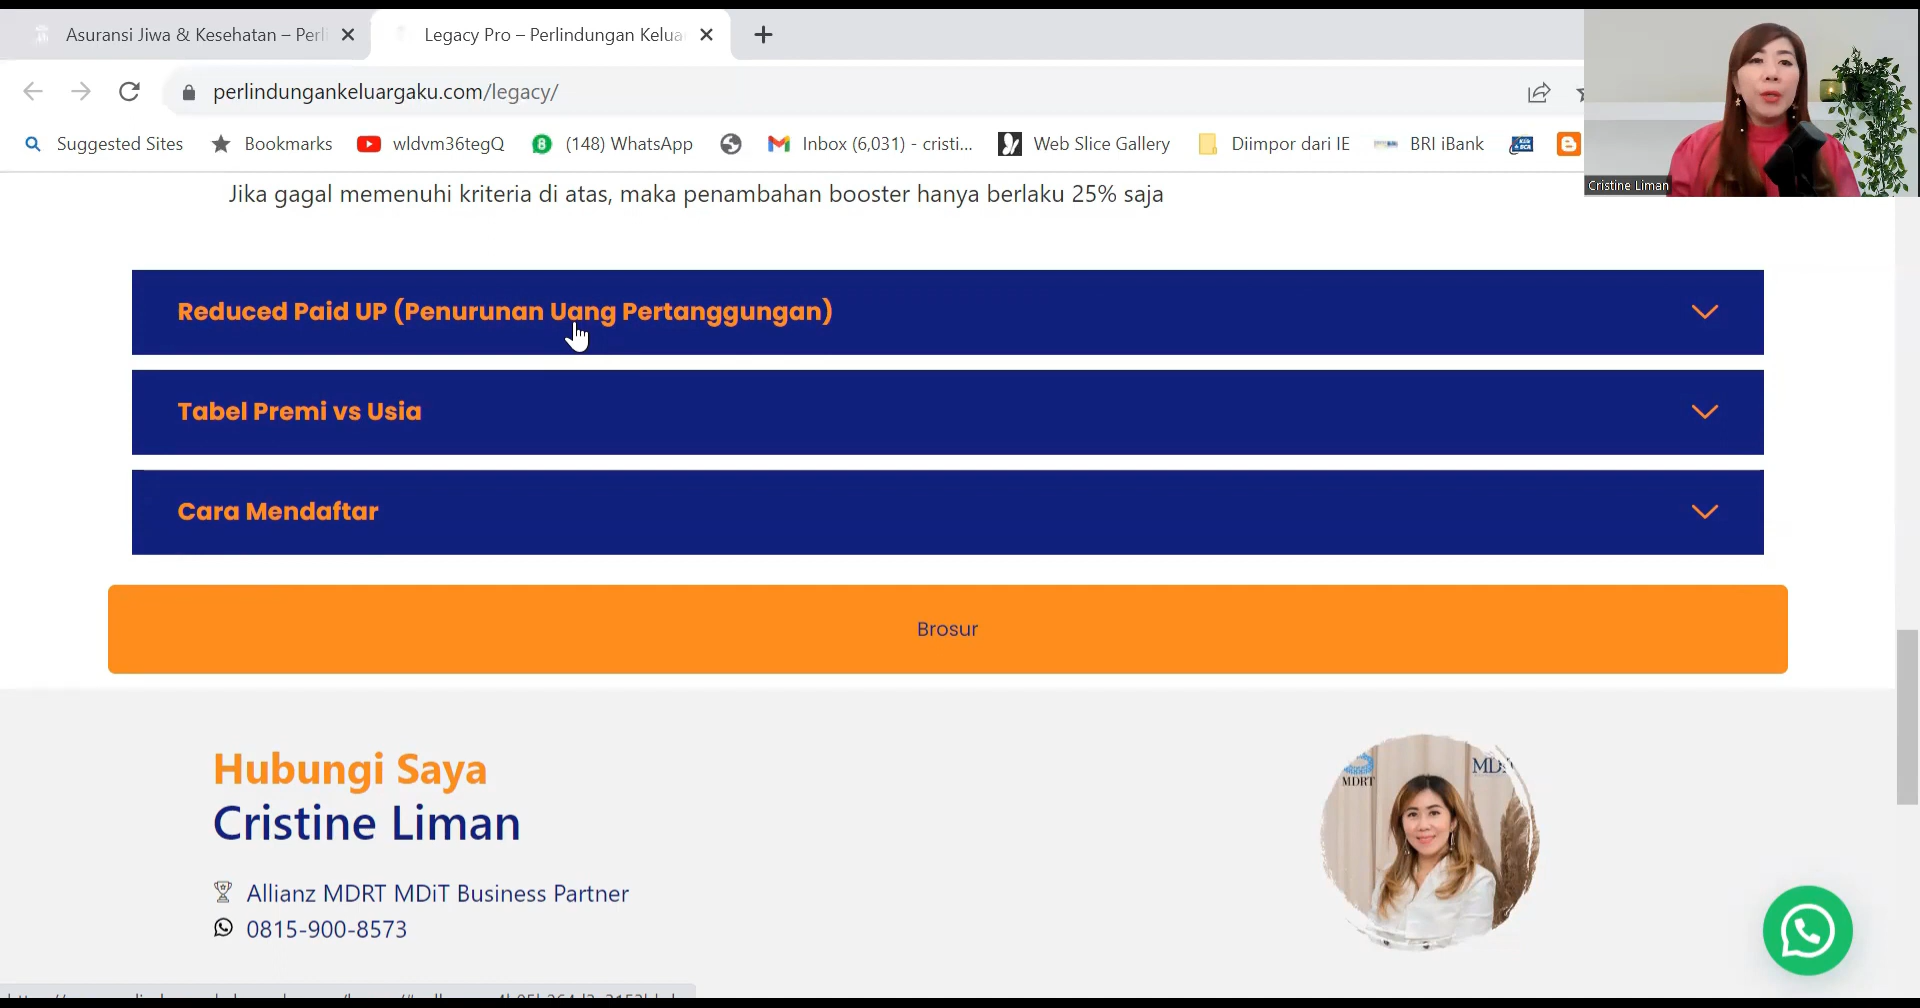 Asuransi Jiwa & Kesehatan – Perl
Legacy Pro – Perlindungan Kelua
perlindungankeluargaku.com/legacy/
Suggested Sites
Bookmarks
wldvm36tegQ
8
(148) WhatsApp
Inbox (6,031) - cristi...
Web Slice Gallery
Diimpor dari IE
BRI iBank
Cristine Liman
Jika gagal memenuhi kriteria di atas, maka penambahan booster hanya berlaku 25% saja
Reduced Paid UP (Penurunan Uang Pertanggungan)
Tabel Premi vs Usia
Cara Mendaftar
Brosur
Hubungi Saya
Cristine Liman
MDRT
Allianz MDRT MDiT Business Partner
0815-900-8573